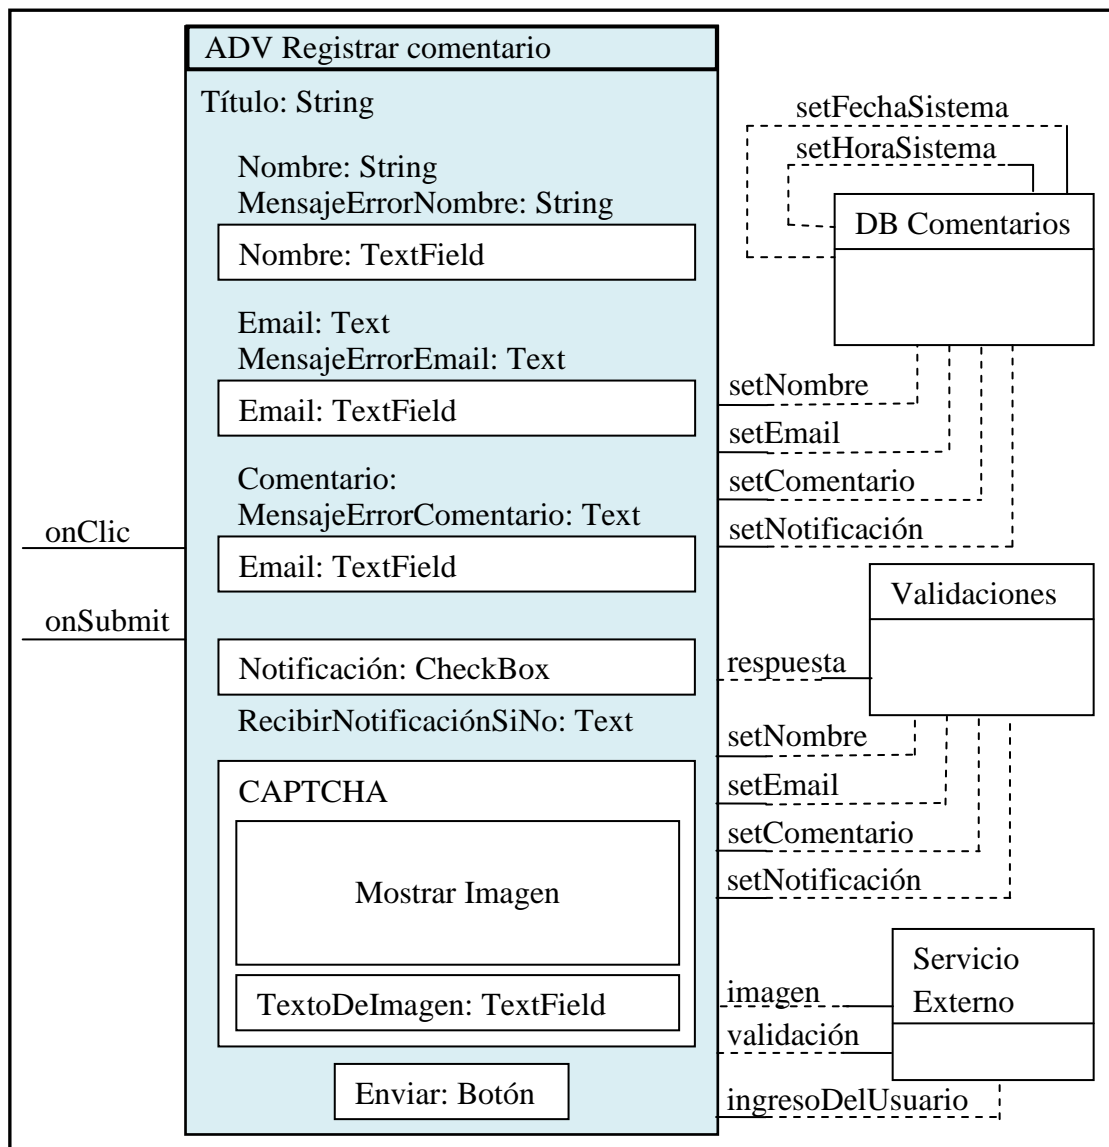 ADV Registrar comentario
Título: String
Nombre: String
MensajeErrorNombre: String
Nombre: TextField
Email: Text
MensajeErrorEmail: Text
Email: TextField
Comentario:
MensajeErrorComentario: Text
Email: TextField
Notificación: CheckBox
RecibirNotificaciónSiNo: Text
CAPTCHA
Mostrar Imagen
TextoDeImagen: TextField
Enviar: Botón
onClic
onSubmit
setFechaSistema
setHoraSistema
DB Comentarios
setNombre
setEmail
setComentario
setNotificación
Validaciones
respuesta
setNombre
setEmail
setComentario
setNotificación
Servicio
Externo
imagen
validación
ingresoDelUsuario